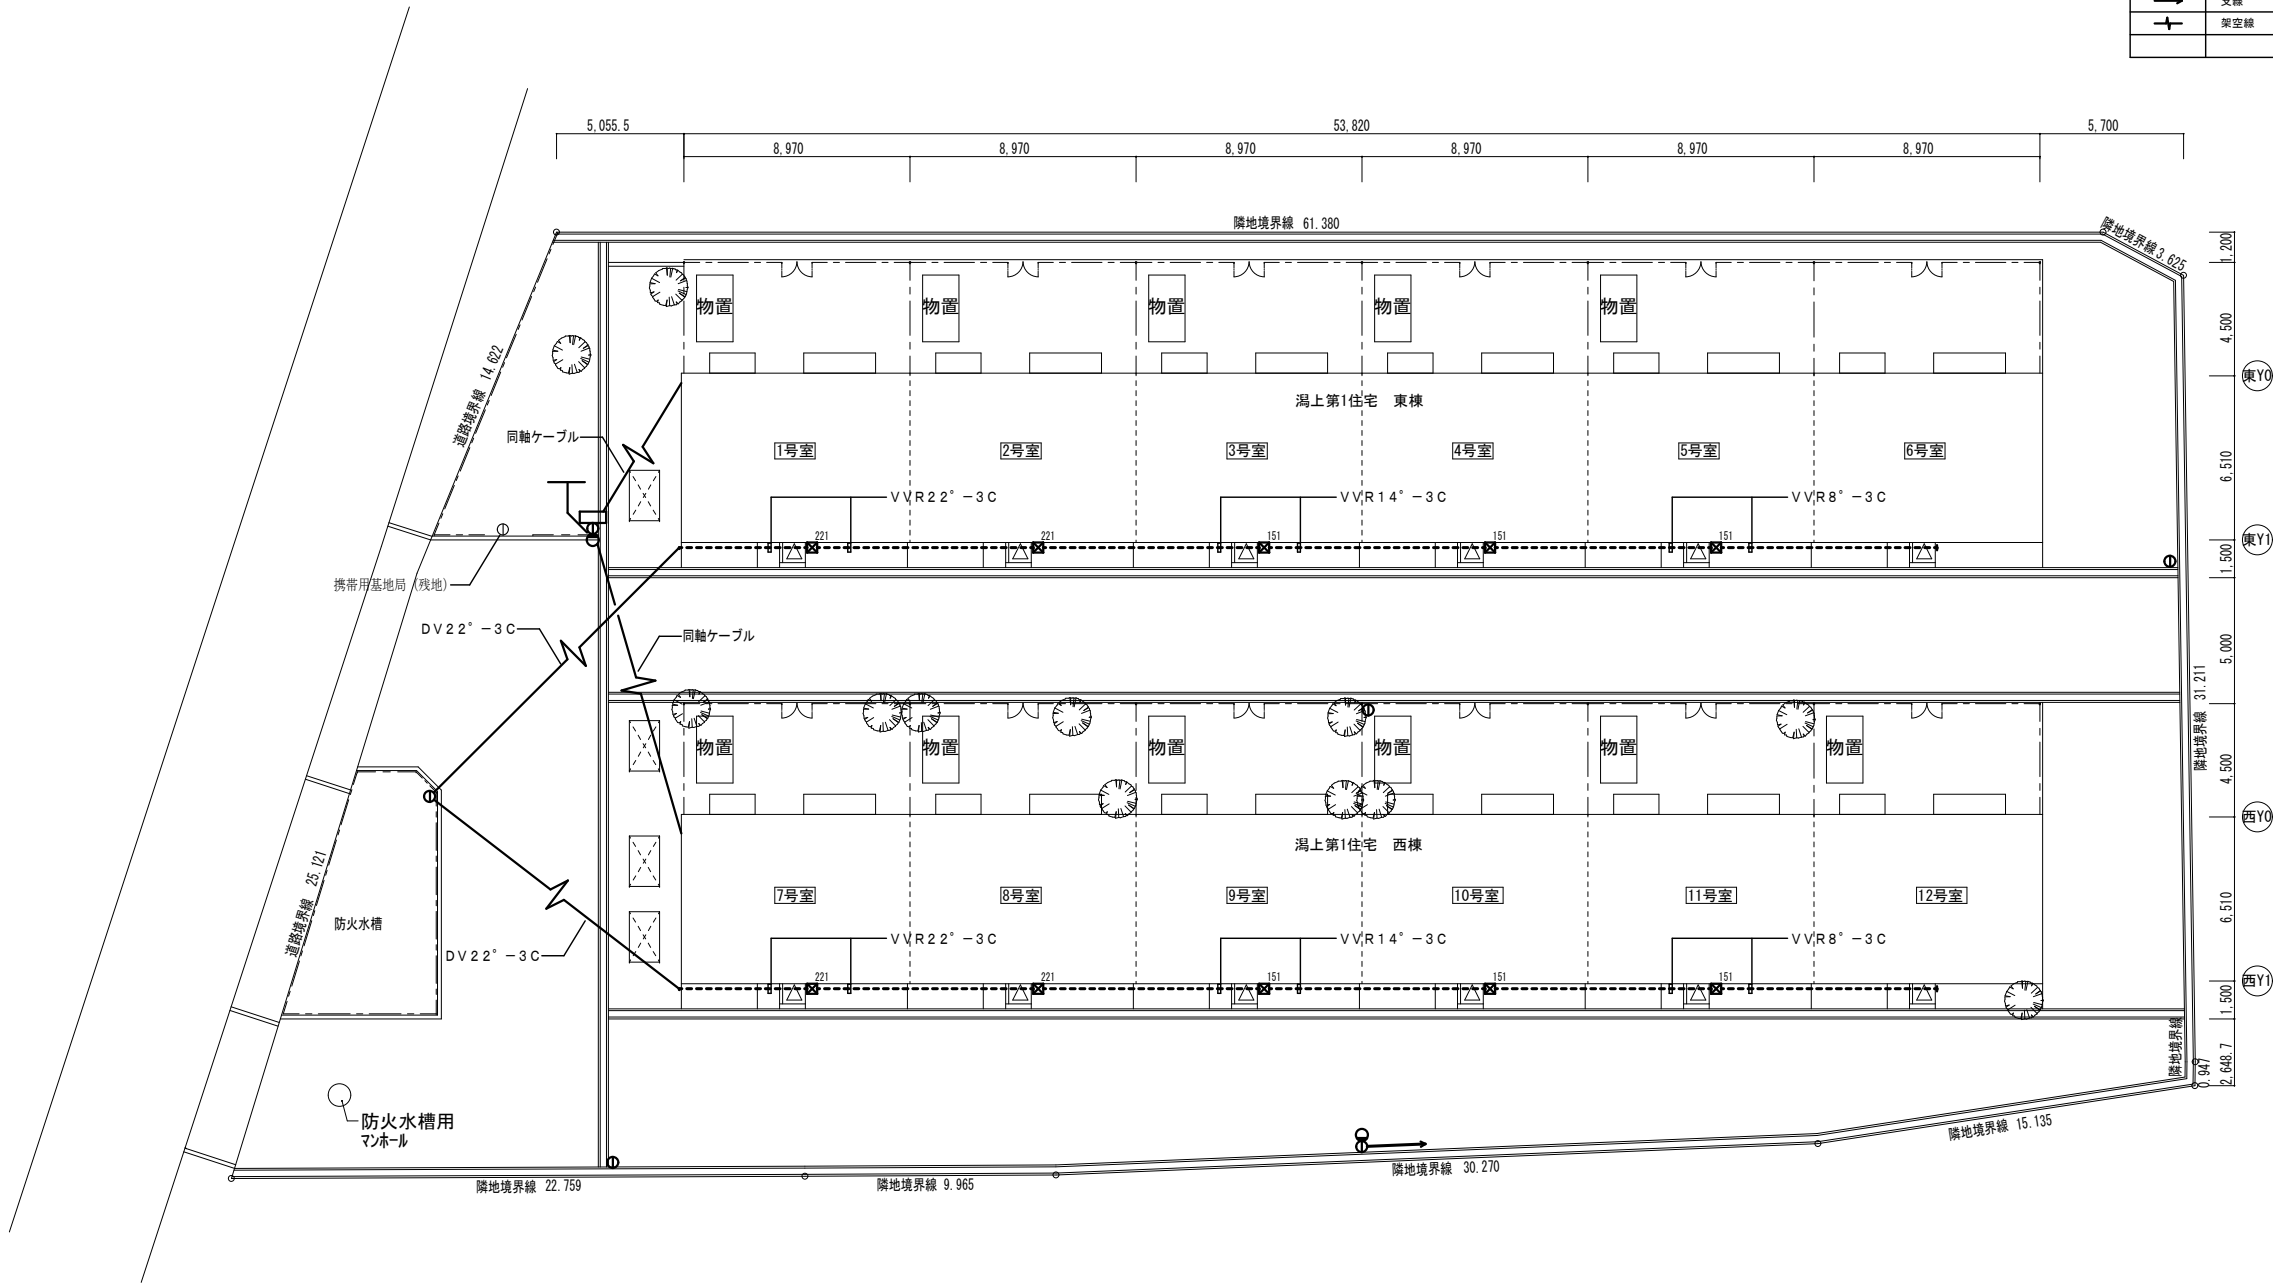 支線
架空線
5,055.5
53,820
5,700
8,970
8,970
8,970
8,970
8,970
8,970
隣地境界線 61.380
隣地境界線 3.625
1,200
物置
物置
物置
物置
物置
4,500
道路境界線 14.622
東Y0
潟上第1住宅 東棟
同軸ケーブル
1号室
2号室
3号室
4号室
5号室
6号室
6,510
VVR22°-3C
VVR14°-3C
VVR8°-3C
221
221
151
151
151
東Y1
1,500
携帯用基地局 (残地)
DV22°-3C
同軸ケーブル
5,000
隣地境界線 31.211
物置
物置
物置
物置
物置
物置
4,500
西Y0
潟上第1住宅 西棟
7号室
8号室
9号室
10号室
11号室
12号室
6,510
道路境界線 25.121
防火水槽
VVR22°-3C
VVR14°-3C
VVR8°-3C
DV22°-3C
221
221
151
151
151
西Y1
1,500
隣地境界線
0.947
2,648.7
防火水槽用
マンホール
隣地境界線 15.135
隣地境界線 30.270
隣地境界線 22.759
隣地境界線 9.965